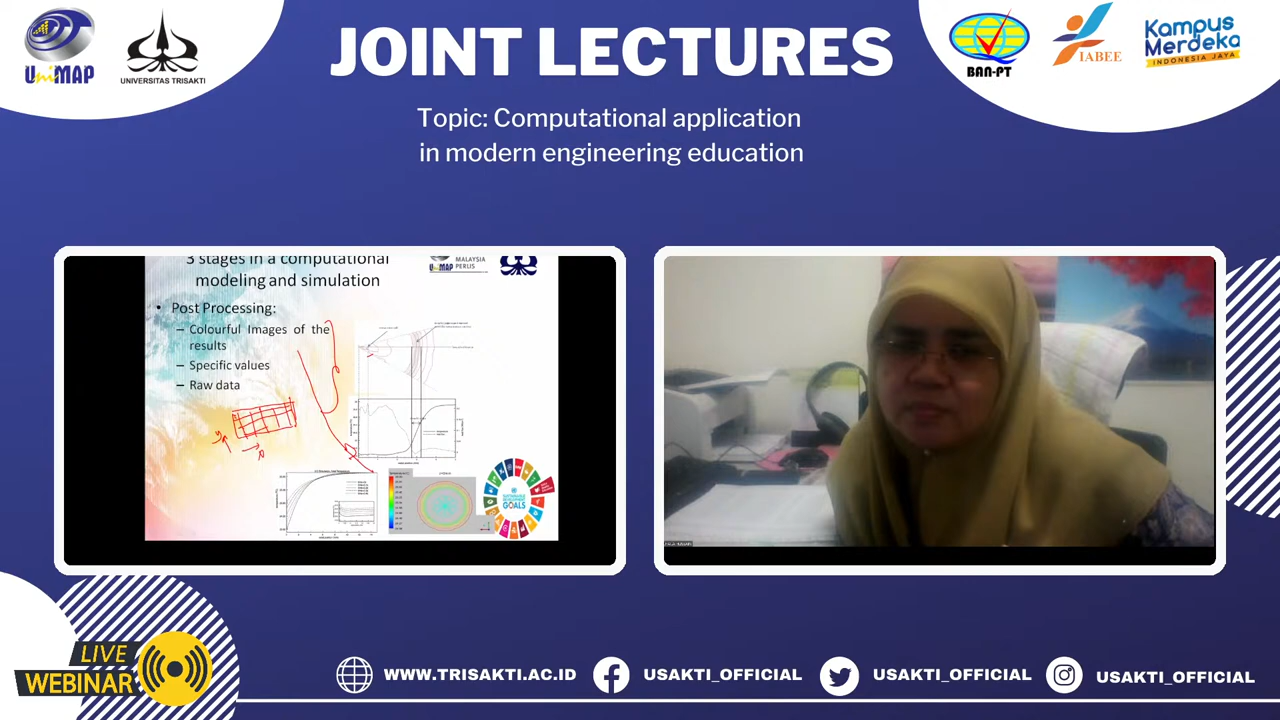 JOINT LECTURES
Topic: Computational application
in modern engineering education
UniMAP
UNIVERSITAS TRISAKTI
BAN-PT
IABEE
Kampus
Merdeka
INDONESIA JAYA
3 stages in a computational
modeling and simulation
UniMAP
MALAYSIA
PERLIS
• Post Processing:
– Colourful Images of the
results
– Specific values
– Raw data
SUSTAINABLE
DEVELOPMENT
GOALS
LIVE
WEBINAR
WWW.TRISAKTI.AC.ID
USAKTI_OFFICIAL
USAKTI_OFFICIAL
USAKTI_OFFICIAL